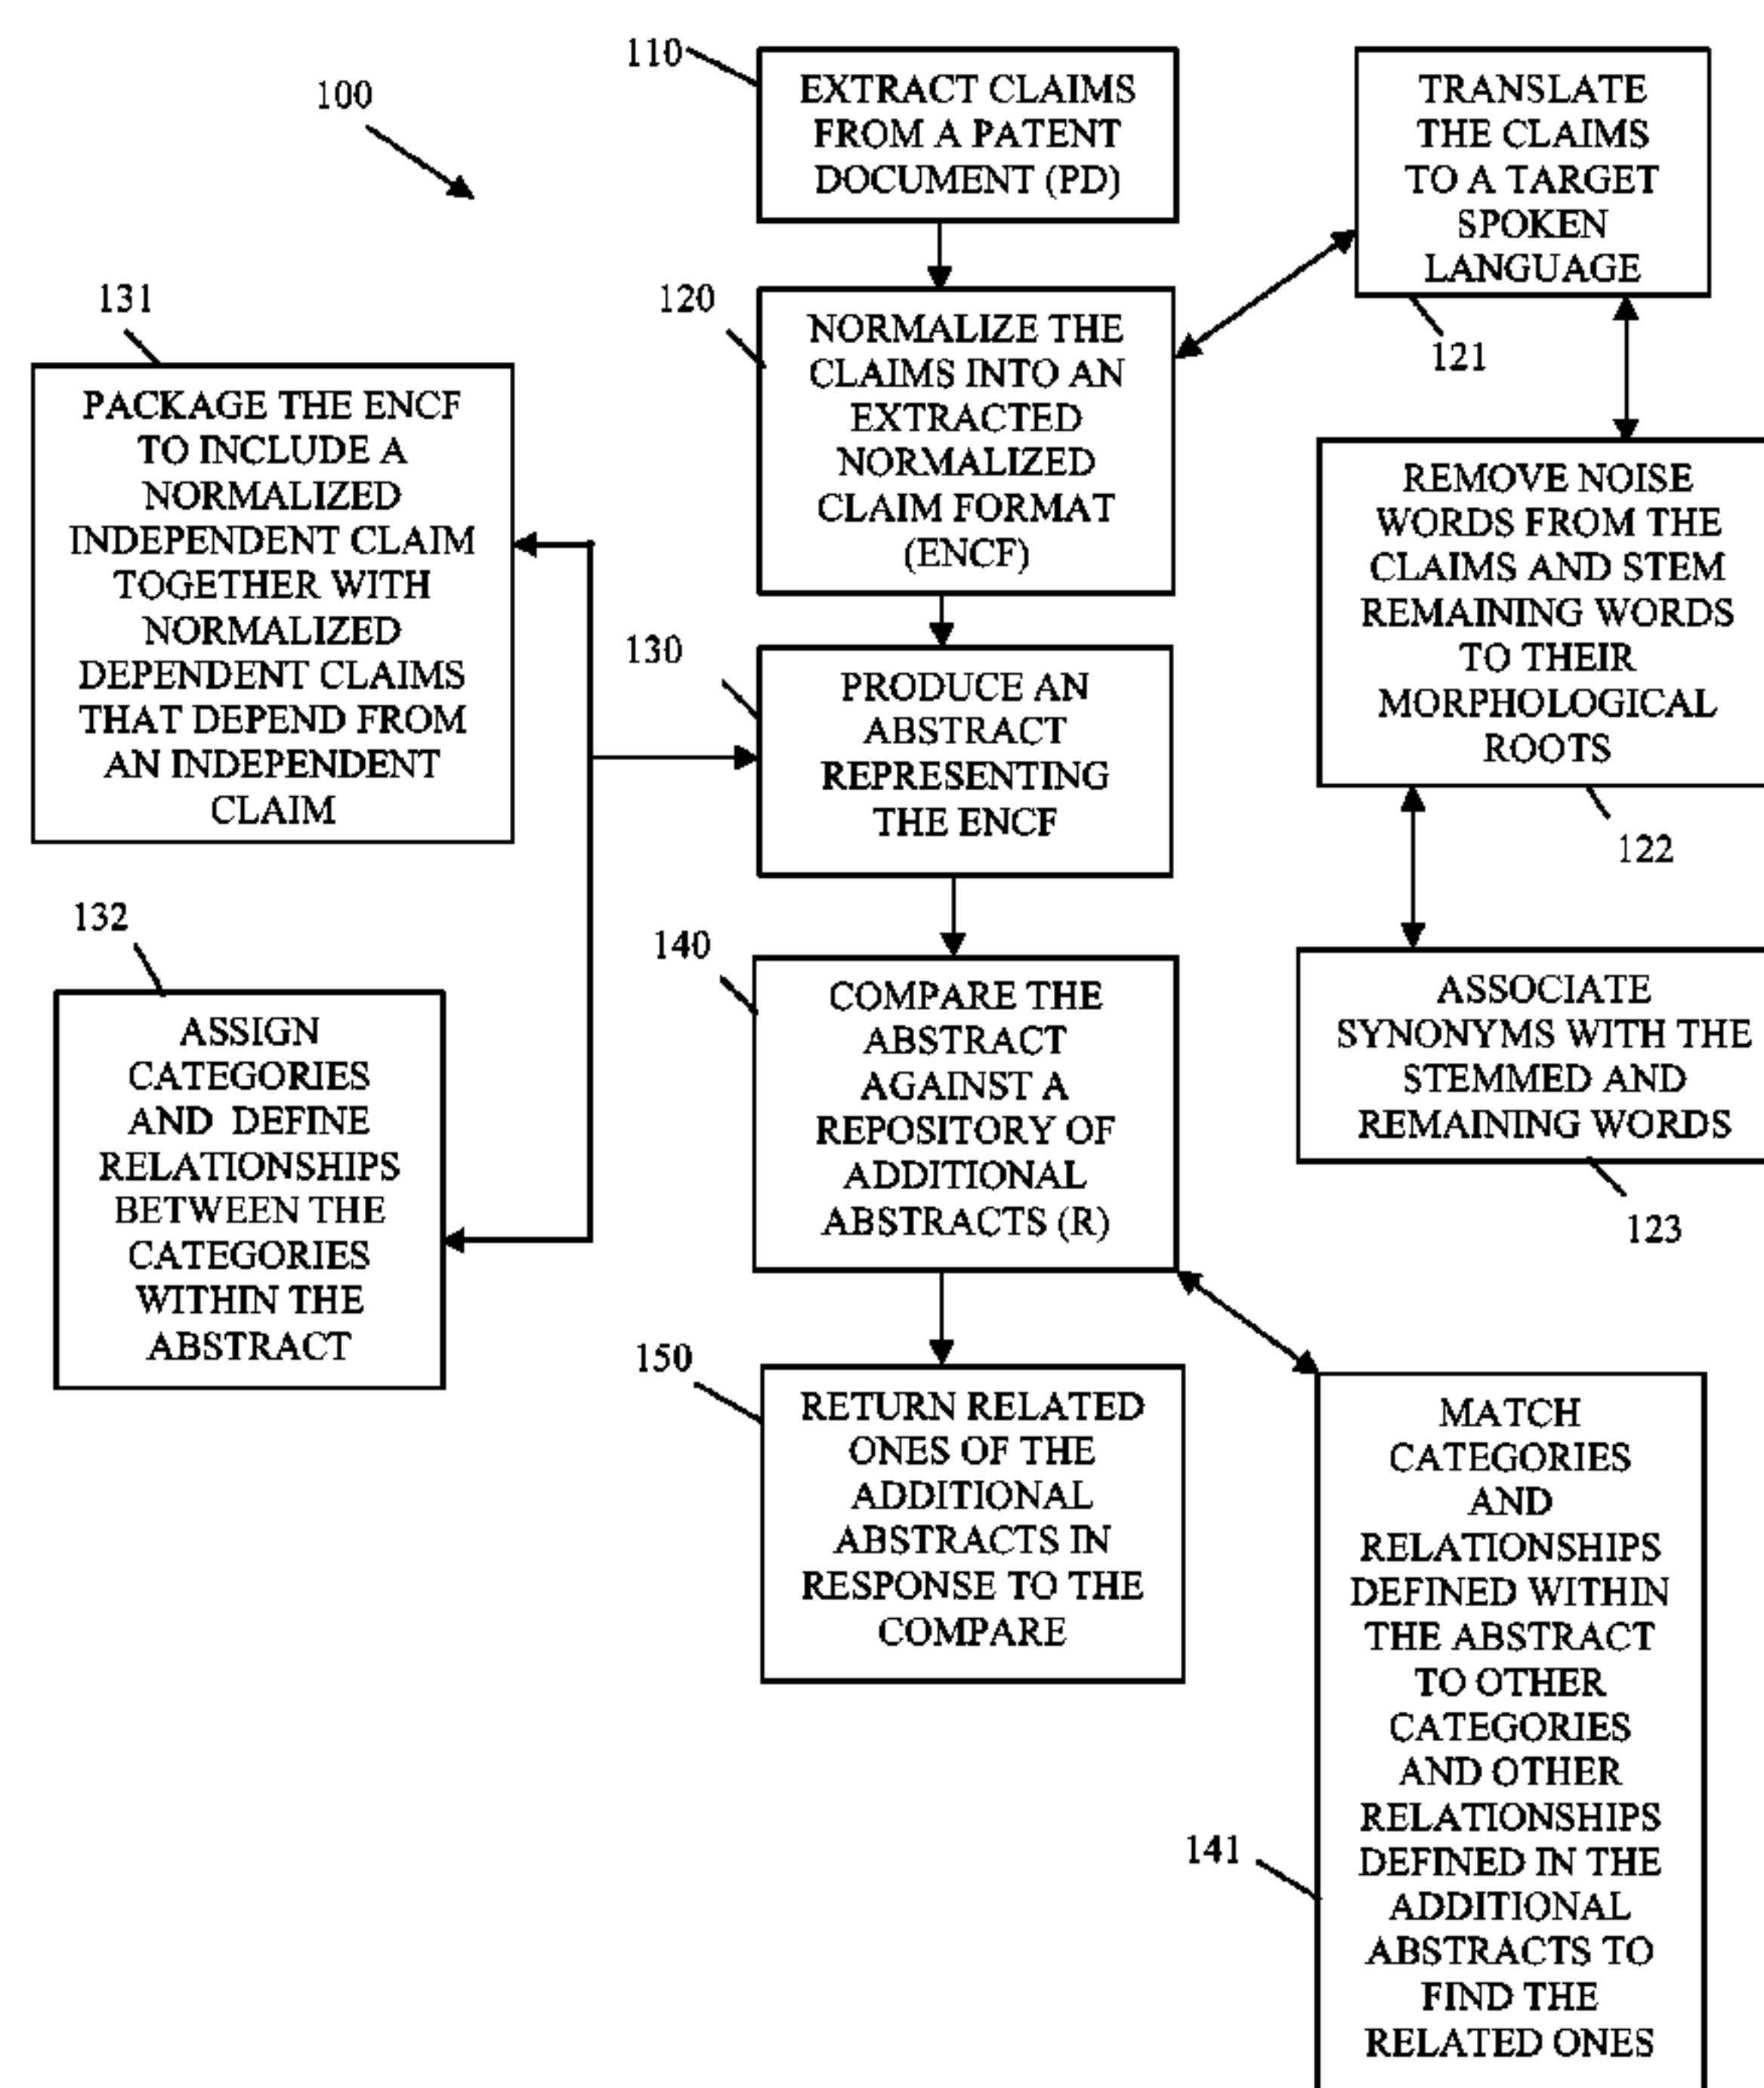 100
110
EXTRACT CLAIMS
FROM A PATENT
DOCUMENT (PD)
TRANSLATE
THE CLAIMS
TO A TARGET
SPOKEN
LANGUAGE
121
120
NORMALIZE THE
CLAIMS INTO AN
EXTRACTED
NORMALIZED
CLAIM FORMAT
(ENCF)
131
PACKAGE THE ENCF
TO INCLUDE A
NORMALIZED
INDEPENDENT CLAIM
TOGETHER WITH
NORMALIZED
DEPENDENT CLAIMS
THAT DEPEND FROM
AN INDEPENDENT
CLAIM
REMOVE NOISE
WORDS FROM THE
CLAIMS AND STEM
REMAINING WORDS
TO THEIR
MORPHOLOGICAL
ROOTS
122
130
PRODUCE AN
ABSTRACT
REPRESENTING
THE ENCF
132
ASSIGN
CATEGORIES
AND DEFINE
RELATIONSHIPS
BETWEEN THE
CATEGORIES
WITHIN THE
ABSTRACT
140
COMPARE THE
ABSTRACT
AGAINST A
REPOSITORY OF
ADDITIONAL
ABSTRACTS (R)
ASSOCIATE
SYNONYMS WITH THE
STEMMED AND
REMAINING WORDS
123
150
RETURN RELATED
ONES OF THE
ADDITIONAL
ABSTRACTS IN
RESPONSE TO THE
COMPARE
141
MATCH
CATEGORIES
AND
RELATIONSHIPS
DEFINED WITHIN
THE ABSTRACT
TO OTHER
CATEGORIES
AND OTHER
RELATIONSHIPS
DEFINED IN THE
ADDITIONAL
ABSTRACTS TO
FIND THE
RELATED ONES